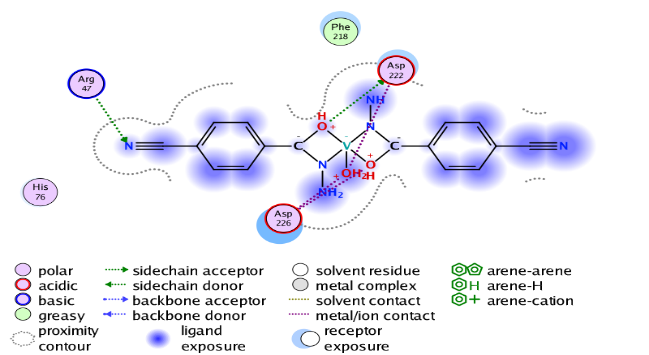 Phe
218
Asp
222
Arg
47
H
O +
NH
N
N
C -
V -
C -
N
N
O +
H
+ OH2
NH2
His
76
Asp
226
polar
sidechain acceptor
solvent residue
arene-arene
acidic
sidechain donor
metal complex
H arene-H
basic
backbone acceptor
solvent contact
+ arene-cation
greasy
backbone donor
metal/ion contact
proximity
contour
ligand
exposure
receptor
exposure